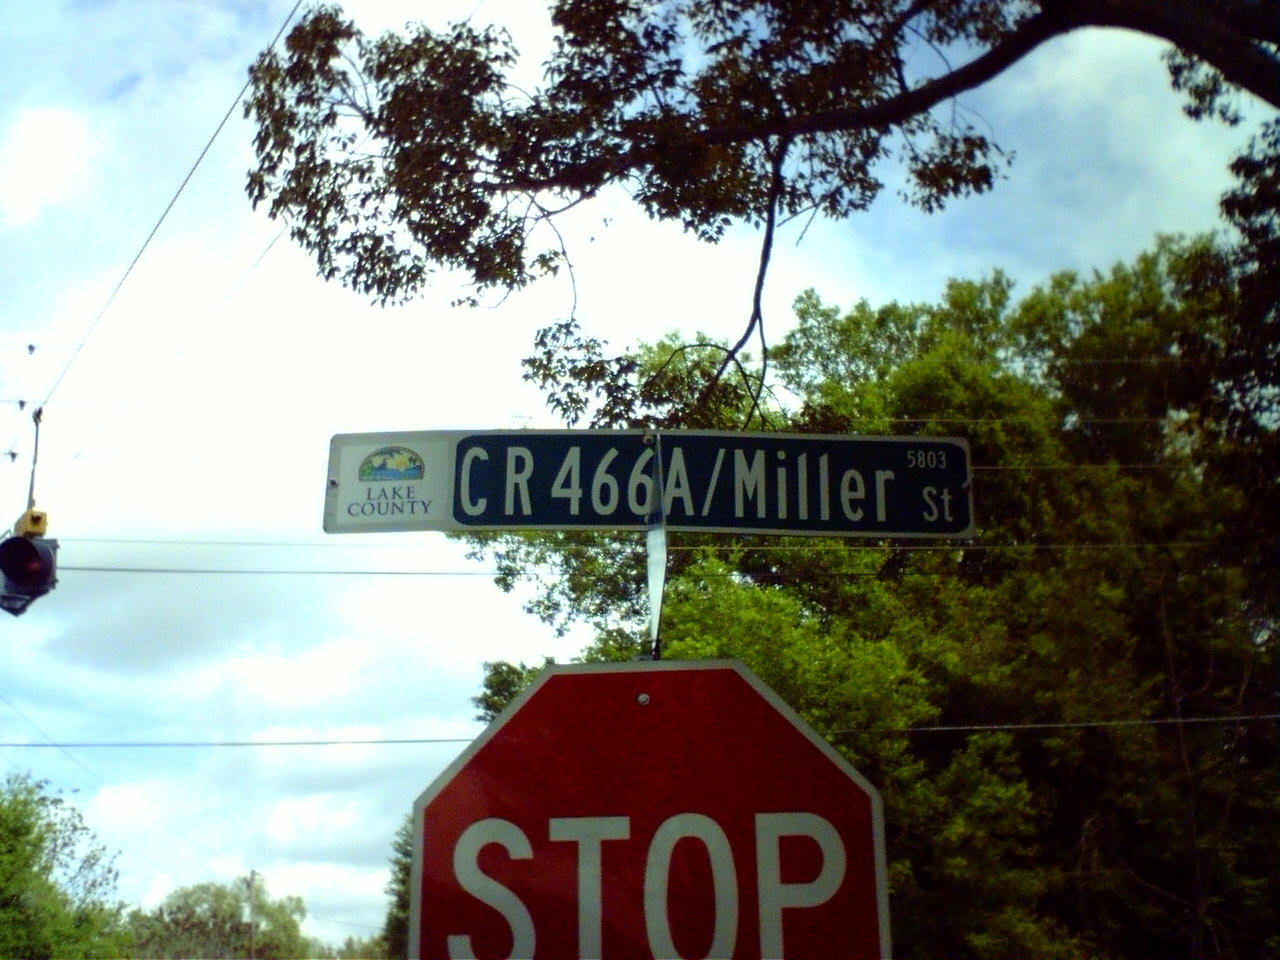 LAKE
COUNTY
CR 466A/Miller St
5803
STOP